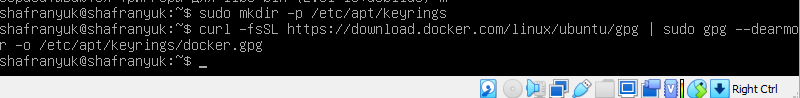 shafranyuk@shafranyuk:~$ sudo mkdir -p /etc/apt/keyrings
shafranyuk@shafranyuk:~$ curl -fsSL https://download.docker.com/linux/ubuntu/gpg | sudo gpg --dearmo
r -o /etc/apt/keyrings/docker.gpg
shafranyuk@shafranyuk:~$ _
Right Ctrl